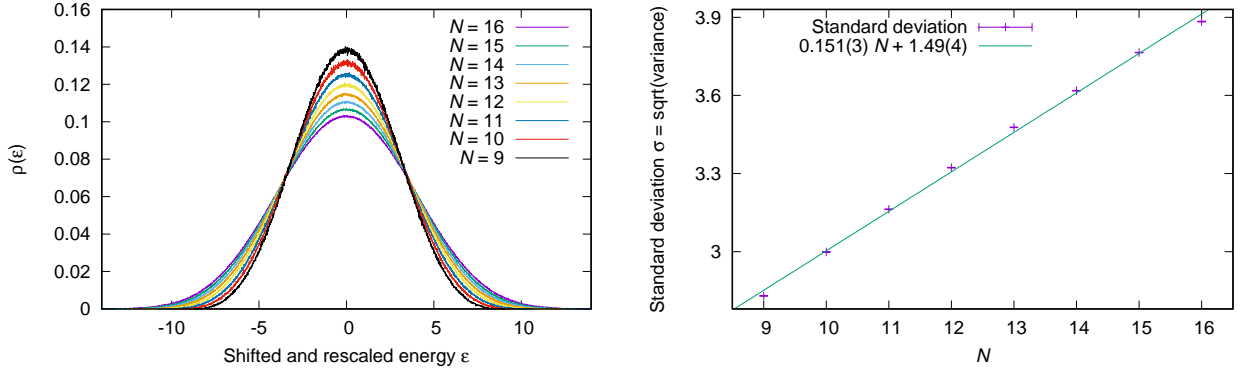 0.16
0.14
0.12
0.1
0.08
0.06
0.04
0.02
0
ρ(ε)
N = 16
N = 15
N = 14
N = 13
N = 12
N = 11
N = 10
N = 9
-10 -5 0 5 10
Shifted and rescaled energy ε
3.9
3.6
3.3
3
Standard deviation σ = sqrt(variance)
Standard deviation
0.151(3) N + 1.49(4)
9 10 11 12 13 14 15 16
N